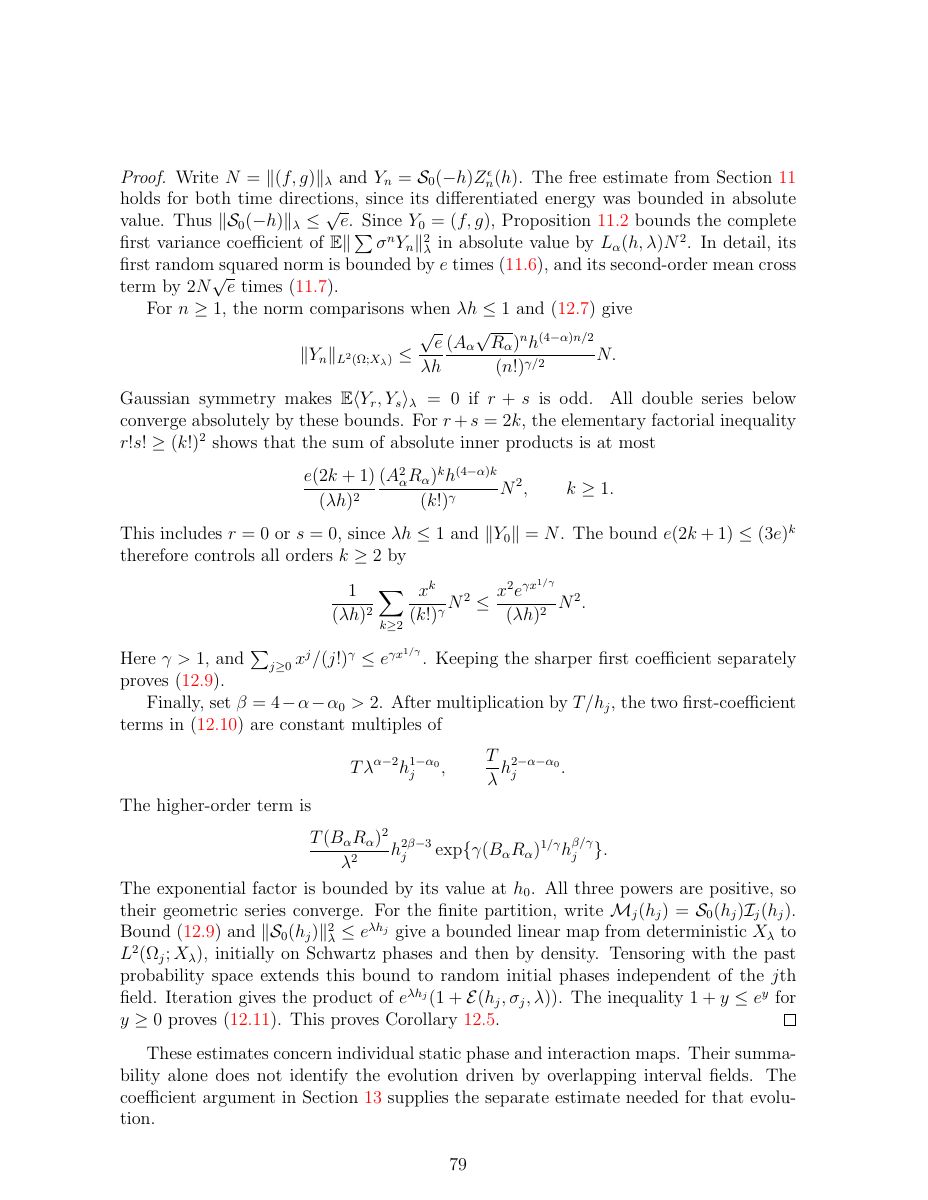 Proof. Write N = ∥(f, g)∥_λ and Y_n = 𝒮_0(−h)Z_n^ϵ(h). The free estimate from Section 11
holds for both time directions, since its differentiated energy was bounded in absolute
value. Thus ∥𝒮_0(−h)∥_λ ≤ √e. Since Y_0 = (f, g), Proposition 11.2 bounds the complete
first variance coefficient of 𝔼∥ ∑ σ^n Y_n∥_λ^2 in absolute value by L_α(h, λ)N^2. In detail, its
first random squared norm is bounded by e times (11.6), and its second-order mean cross
term by 2N√e times (11.7).
For n ≥ 1, the norm comparisons when λh ≤ 1 and (12.7) give
∥Y_n∥_{L^2(Ω;X_λ)} ≤ \frac{√e}{λh} \frac{(A_α√R_α)^n h^{(4−α)n/2}}{(n!)^{γ/2}} N.
Gaussian symmetry makes 𝔼⟨Y_r, Y_s⟩_λ = 0 if r + s is odd. All double series below
converge absolutely by these bounds. For r + s = 2k, the elementary factorial inequality
r!s! ≥ (k!)^2 shows that the sum of absolute inner products is at most
\frac{e(2k + 1)}{(λh)^2} \frac{(A_α^2 R_α)^k h^{(4−α)k}}{(k!)^γ} N^2, k ≥ 1.
This includes r = 0 or s = 0, since λh ≤ 1 and ∥Y_0∥ = N. The bound e(2k + 1) ≤ (3e)^k
therefore controls all orders k ≥ 2 by
\frac{1}{(λh)^2} ∑_{k≥2} \frac{x^k}{(k!)^γ} N^2 ≤ \frac{x^2 e^{γx^{1/γ}}}{(λh)^2} N^2.
Here γ > 1, and ∑_{j≥0} x^j/(j!)^γ ≤ e^{γx^{1/γ}}. Keeping the sharper first coefficient separately
proves (12.9).
Finally, set β = 4−α−α_0 > 2. After multiplication by T/h_j, the two first-coefficient
terms in (12.10) are constant multiples of
Tλ^{α−2}h_j^{1−α_0}, \frac{T}{λ} h_j^{2−α−α_0}.
The higher-order term is
\frac{T(B_αR_α)^2}{λ^2} h_j^{2β−3} exp{γ(B_αR_α)^{1/γ}h_j^{β/γ}}.
The exponential factor is bounded by its value at h_0. All three powers are positive, so
their geometric series converge. For the finite partition, write ℳ_j(h_j) = 𝒮_0(h_j)ℐ_j(h_j).
Bound (12.9) and ∥𝒮_0(h_j)∥_λ^2 ≤ e^{λh_j} give a bounded linear map from deterministic X_λ to
L^2(Ω_j; X_λ), initially on Schwartz phases and then by density. Tensoring with the past
probability space extends this bound to random initial phases independent of the jth
field. Iteration gives the product of e^{λh_j}(1 + ℰ(h_j, σ_j, λ)). The inequality 1 + y ≤ e^y for
y ≥ 0 proves (12.11). This proves Corollary 12.5. □
These estimates concern individual static phase and interaction maps. Their summa-
bility alone does not identify the evolution driven by overlapping interval fields. The
coefficient argument in Section 13 supplies the separate estimate needed for that evolu-
tion.
79